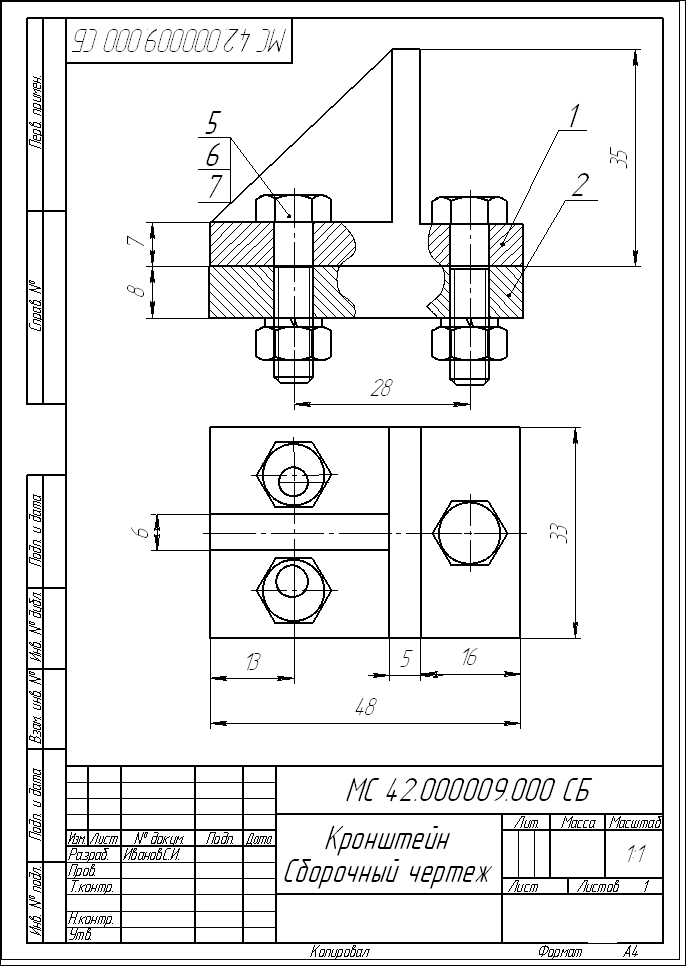 МС 42.000009.000 СБ
Перв. примен.
Справ. №
Подп. и дата
Инв. № дубл.
Взам. инв. №
Подп. и дата
Инв. № подл.
5
6
7
1
2
35
7
8
28
6
33
13
5
16
48
МС 42.000009.000 СБ
Изм. Лист № докум. Подп. Дата
Разраб. Иванов С.И.
Пров.
Т.контр.
Н.контр.
Утв.
Кронштейн
Сборочный чертеж
Лит. Масса Масштаб
1:1
Лист Листов 1
Копировал Формат А4